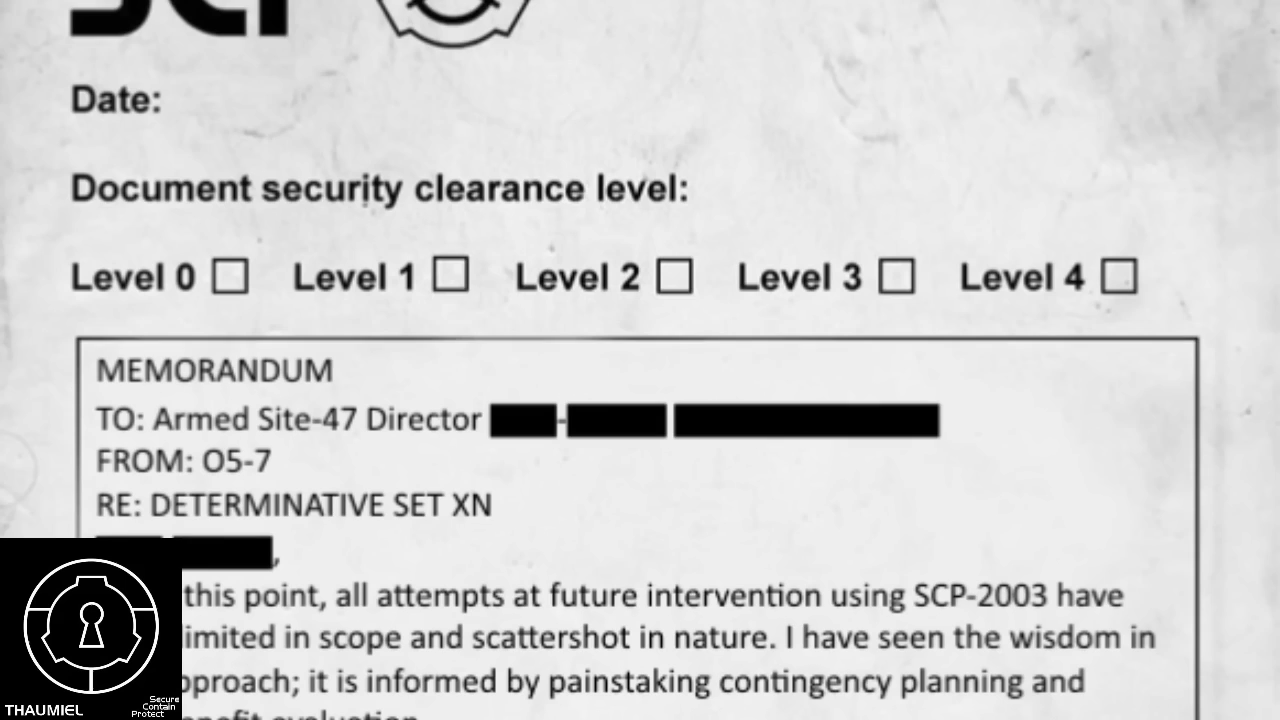 SCP
Date:
Document security clearance level:
Level 0 Level 1 Level 2 Level 3 Level 4
MEMORANDUM
TO: Armed Site-47 Director -
FROM: O5-7
RE: DETERMINATIVE SET XN
,
this point, all attempts at future intervention using SCP-2003 have
limited in scope and scattershot in nature. I have seen the wisdom in
pproach; it is informed by painstaking contingency planning and
evaluation.
THAUMIEL
Secure
Contain
Protect